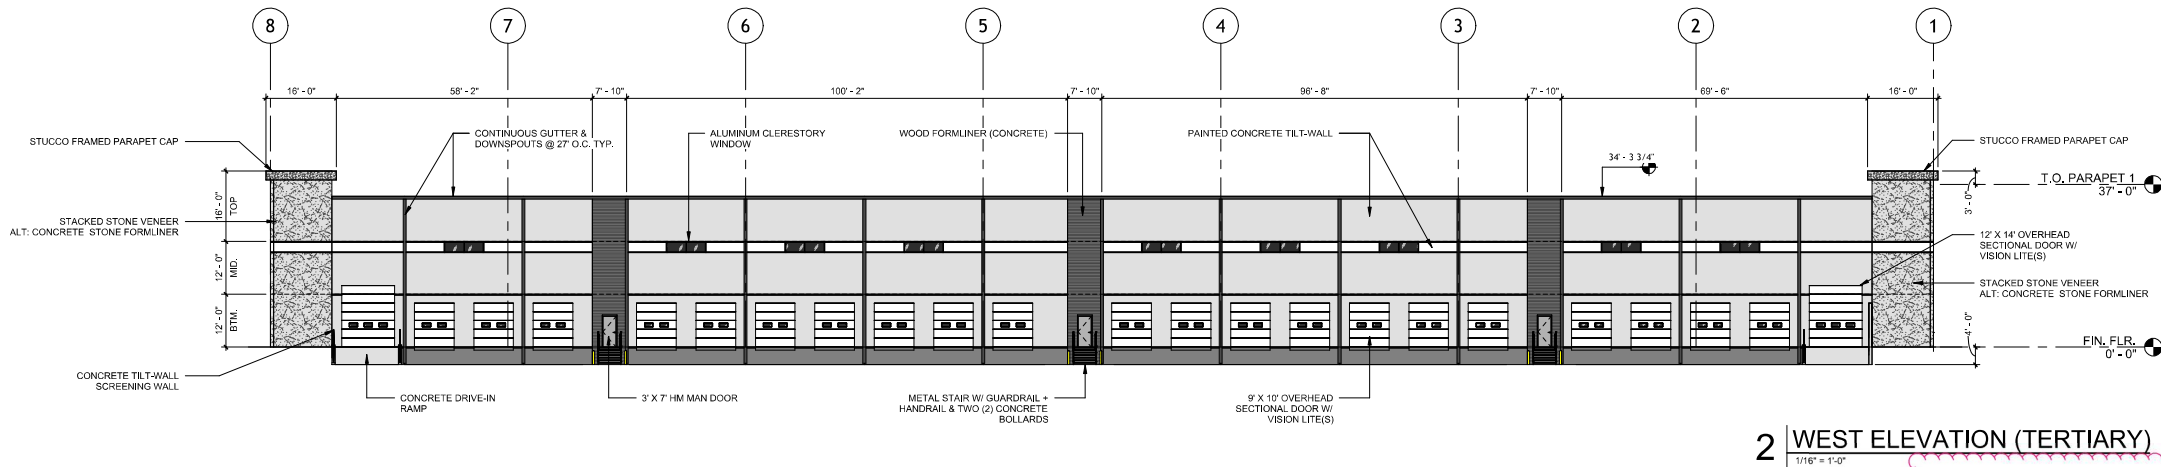 8
7
6
5
4
3
2
1
16' - 0"
58' - 2"
7' - 10"
100' - 2"
7' - 10"
96' - 8"
7' - 10"
69' - 6"
16' - 0"
STUCCO FRAMED PARAPET CAP
CONTINUOUS GUTTER &
DOWNSPOUTS @ 27' O.C. TYP.
ALUMINUM CLERESTORY
WINDOW
WOOD FORMLINER (CONCRETE)
PAINTED CONCRETE TILT-WALL
34' - 3 3/4"
STUCCO FRAMED PARAPET CAP
T.O. PARAPET 1
37' - 0"
3' - 0"
16' - 0"
TOP
12' - 0"
MID.
12' - 0"
BTM.
STACKED STONE VENEER
ALT: CONCRETE STONE FORMLINER
12' X 14' OVERHEAD
SECTIONAL DOOR W/
VISION LITE(S)
STACKED STONE VENEER
ALT: CONCRETE STONE FORMLINER
4' - 0"
FIN. FLR.
0' - 0"
CONCRETE TILT-WALL
SCREENING WALL
CONCRETE DRIVE-IN
RAMP
3' X 7' HM MAN DOOR
METAL STAIR W/ GUARDRAIL +
HANDRAIL & TWO (2) CONCRETE
BOLLARDS
9' X 10' OVERHEAD
SECTIONAL DOOR W/
VISION LITE(S)
2
WEST ELEVATION (TERTIARY)
1/16" = 1'-0"